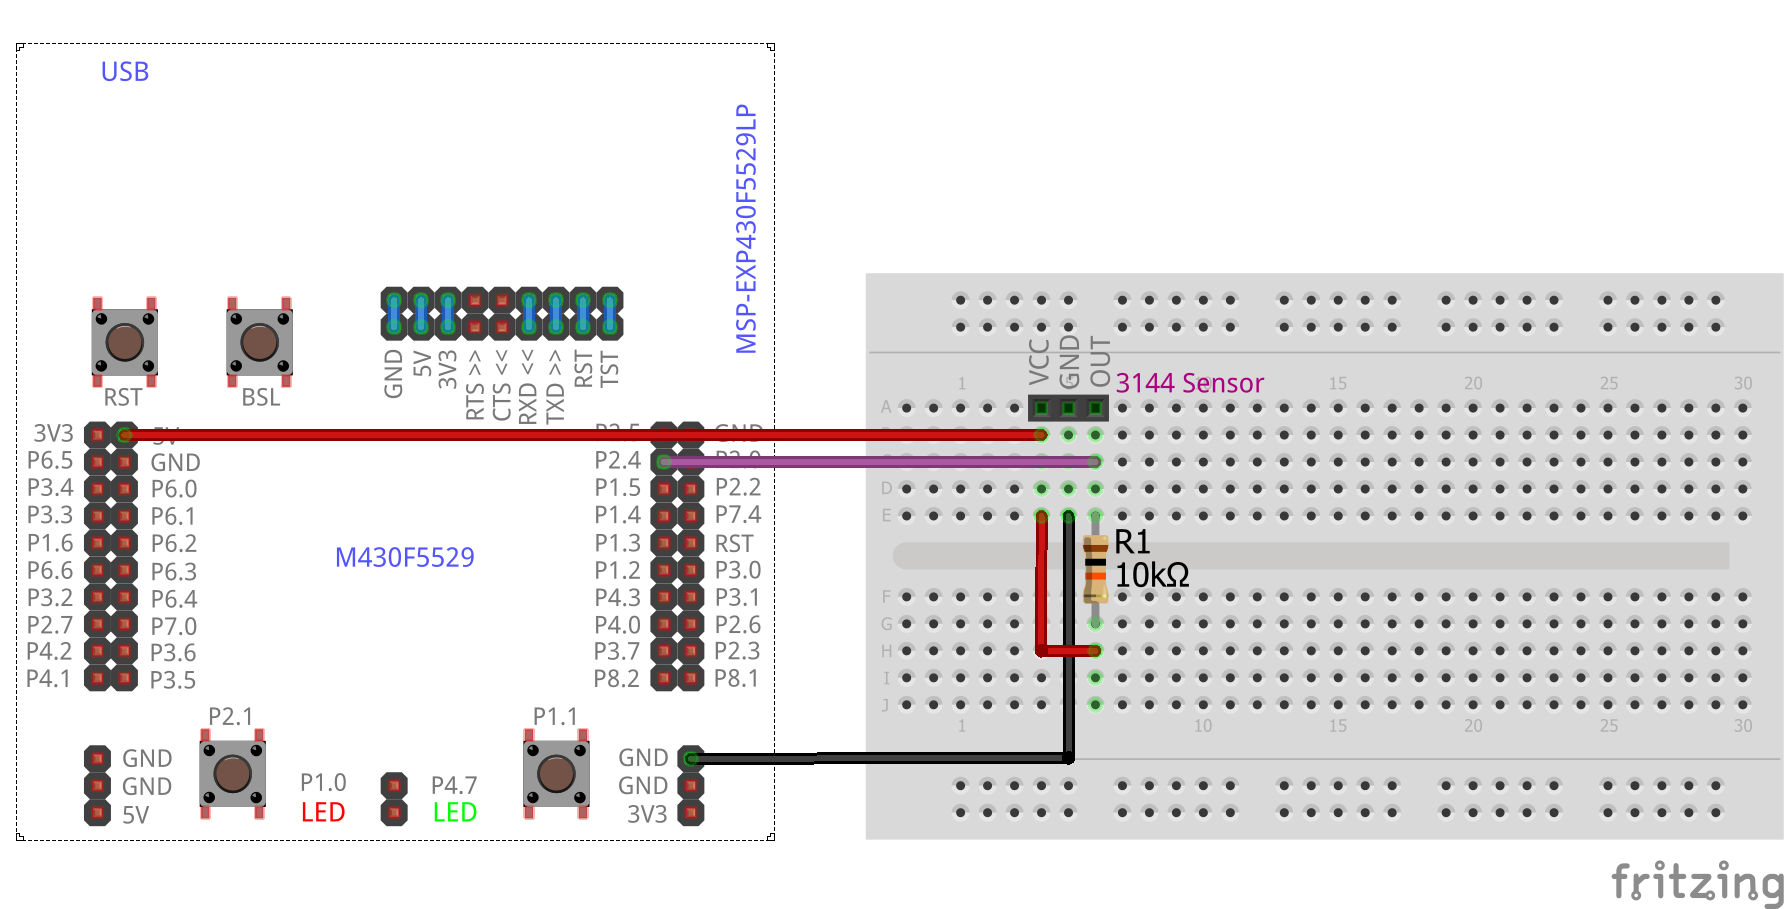 USB
MSP-EXP430F5529LP
RST
BSL
GND
5V
3V3
RTS >>
CTS <<
RXD <<
TXD >>
RST
TST
3V3
5V
P6.5
GND
P3.4
P6.0
P3.3
P6.1
P1.6
P6.2
P6.6
P6.3
P3.2
P6.4
P2.7
P7.0
P4.2
P3.6
P4.1
P3.5
M430F5529
P2.5
GND
P2.4
P2.0
P1.5
P2.2
P1.4
P7.4
P1.3
RST
P1.2
P3.0
P4.3
P3.1
P4.0
P2.6
P3.7
P2.3
P8.2
P8.1
P2.1
P1.1
GND
GND
5V
P1.0
LED
P4.7
LED
GND
GND
3V3
VCC
GND
OUT
3144 Sensor
1
15
20
25
30
A
D
E
R1
10kΩ
F
G
H
I
J
1
10
15
20
25
30
fritzing